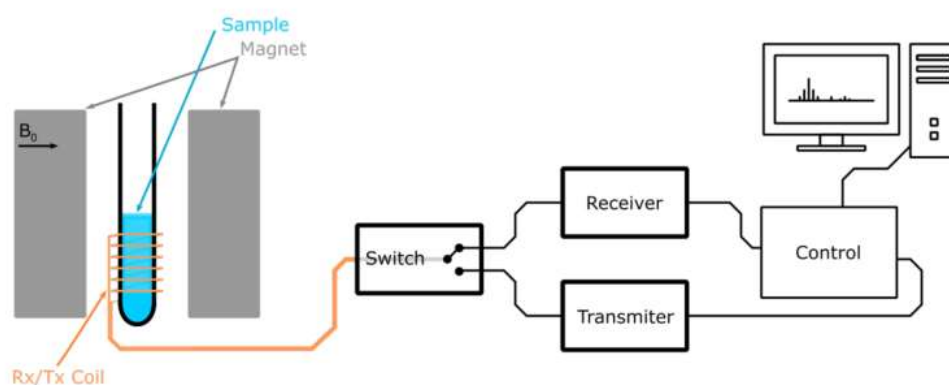 Sample
Magnet
B0
Receiver
Switch
Control
Transmiter
Rx/Tx Coil